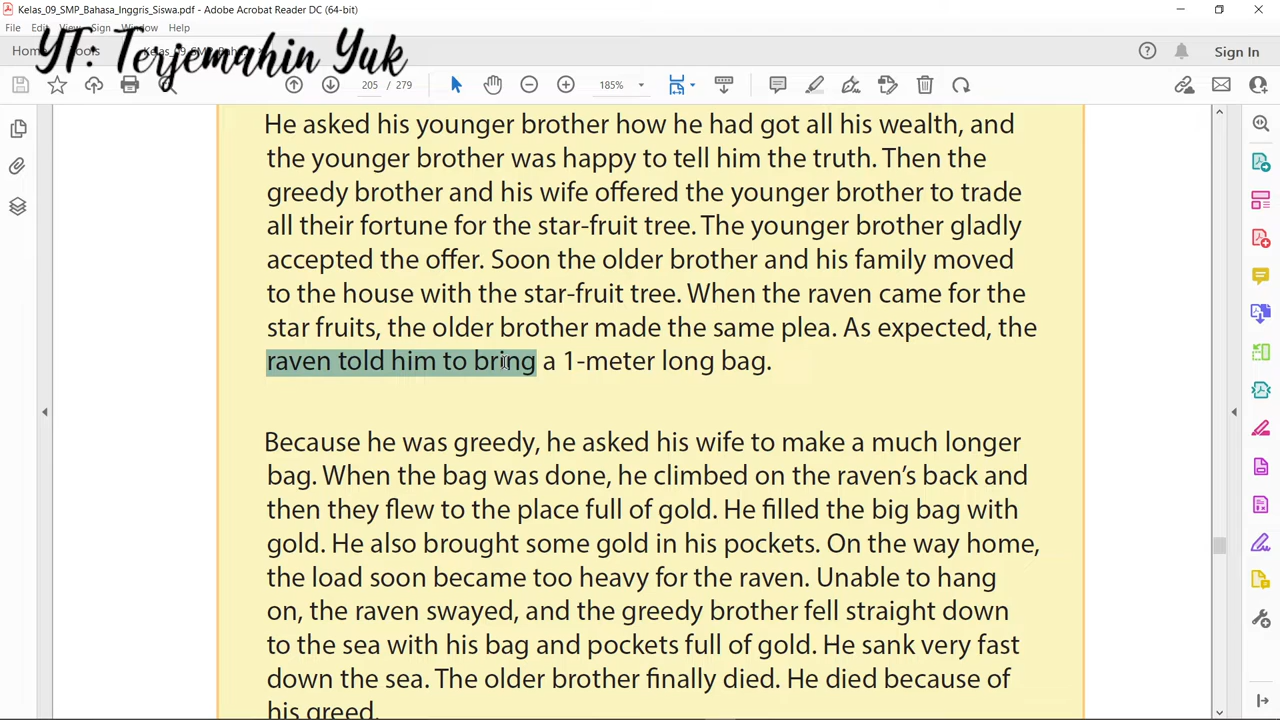 Kelas_09_SMP_Bahasa_Inggris_Siswa.pdf - Adobe Acrobat Reader DC (64-bit)
File Edit View Sign Window Help
YT: Terjemahin Yuk
Sign In
205 / 279
185%
He asked his younger brother how he had got all his wealth, and
the younger brother was happy to tell him the truth. Then the
greedy brother and his wife offered the younger brother to trade
all their fortune for the star-fruit tree. The younger brother gladly
accepted the offer. Soon the older brother and his family moved
to the house with the star-fruit tree. When the raven came for the
star fruits, the older brother made the same plea. As expected, the
raven told him to bring a 1-meter long bag.
Because he was greedy, he asked his wife to make a much longer
bag. When the bag was done, he climbed on the raven's back and
then they flew to the place full of gold. He filled the big bag with
gold. He also brought some gold in his pockets. On the way home,
the load soon became too heavy for the raven. Unable to hang
on, the raven swayed, and the greedy brother fell straight down
to the sea with his bag and pockets full of gold. He sank very fast
down the sea. The older brother finally died. He died because of
his greed.